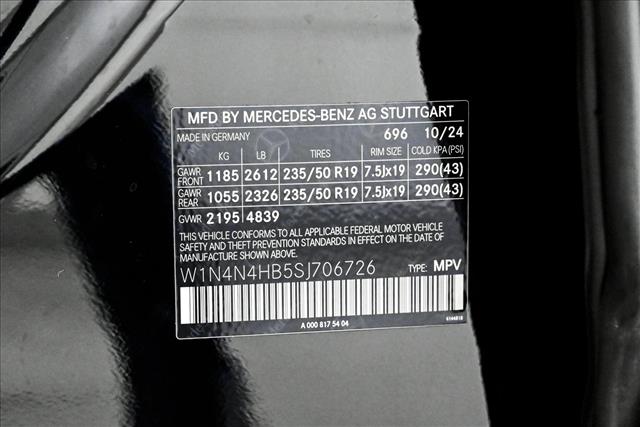 MFD BY MERCEDES-BENZ AG STUTTGART
MADE IN GERMANY 696 10/24
KG LB TIRES RIM SIZE COLD KPA (PSI)
GAWR FRONT 1185 2612 235/50 R19 7.5Jx19 290(43)
GAWR REAR 1055 2326 235/50 R19 7.5Jx19 290(43)
GVWR 2195 4839
THIS VEHICLE CONFORMS TO ALL APPLICABLE FEDERAL MOTOR VEHICLE
SAFETY AND THEFT PREVENTION STANDARDS IN EFFECT ON THE DATE OF
MANUFACTURE SHOWN ABOVE.
W1N4N4HB5SJ706726 TYPE: MPV
A 000 817 54 04